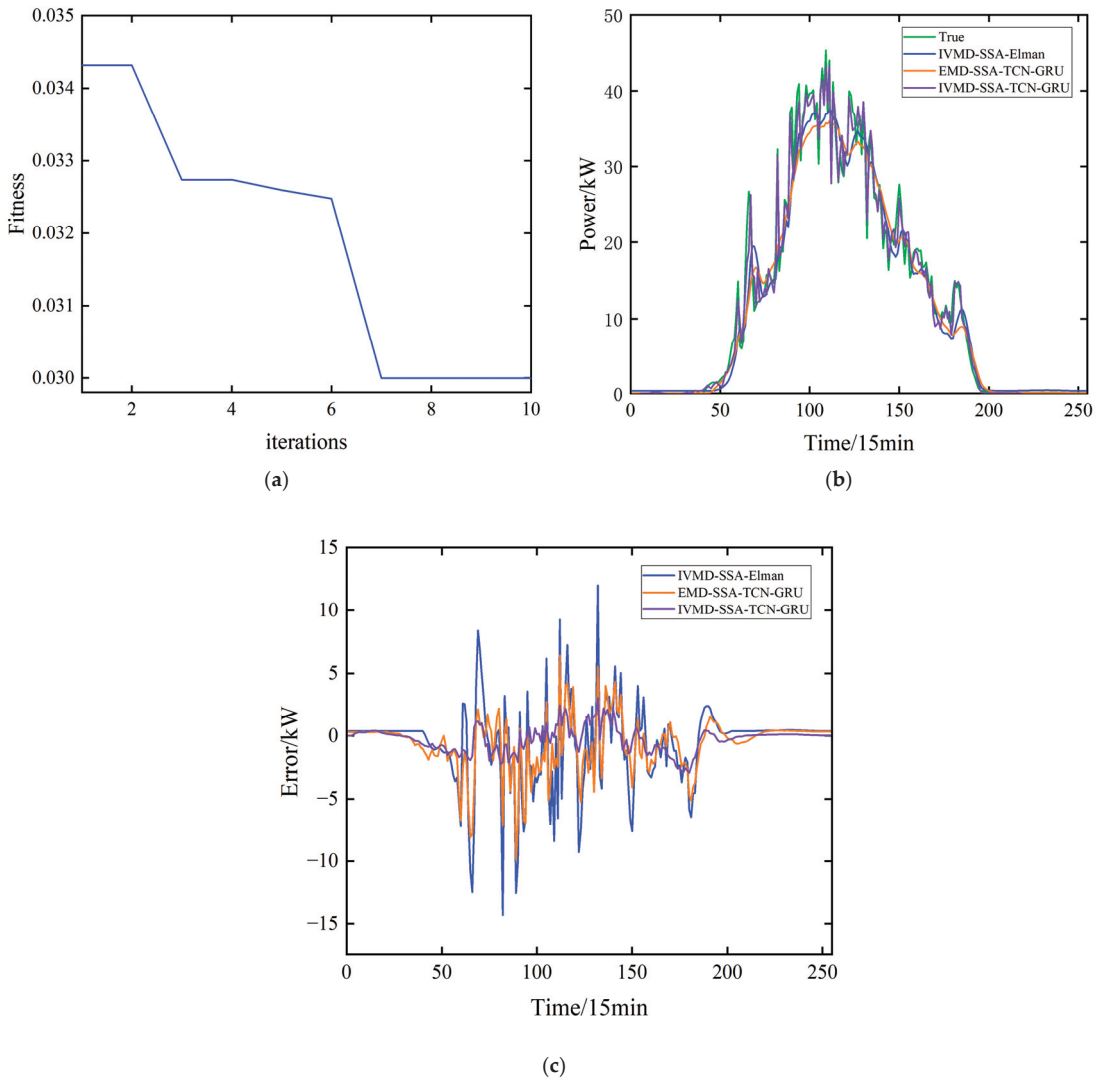 0.035
0.034
0.033
0.032
0.031
0.030
Fitness
2
4
6
8
10
iterations
(a)
50
40
30
20
10
0
Power/kW
True
IVMD-SSA-Elman
EMD-SSA-TCN-GRU
IVMD-SSA-TCN-GRU
0
50
100
150
200
250
Time/15min
(b)
15
10
5
0
−5
−10
−15
Error/kW
IVMD-SSA-Elman
EMD-SSA-TCN-GRU
IVMD-SSA-TCN-GRU
0
50
100
150
200
250
Time/15min
(c)